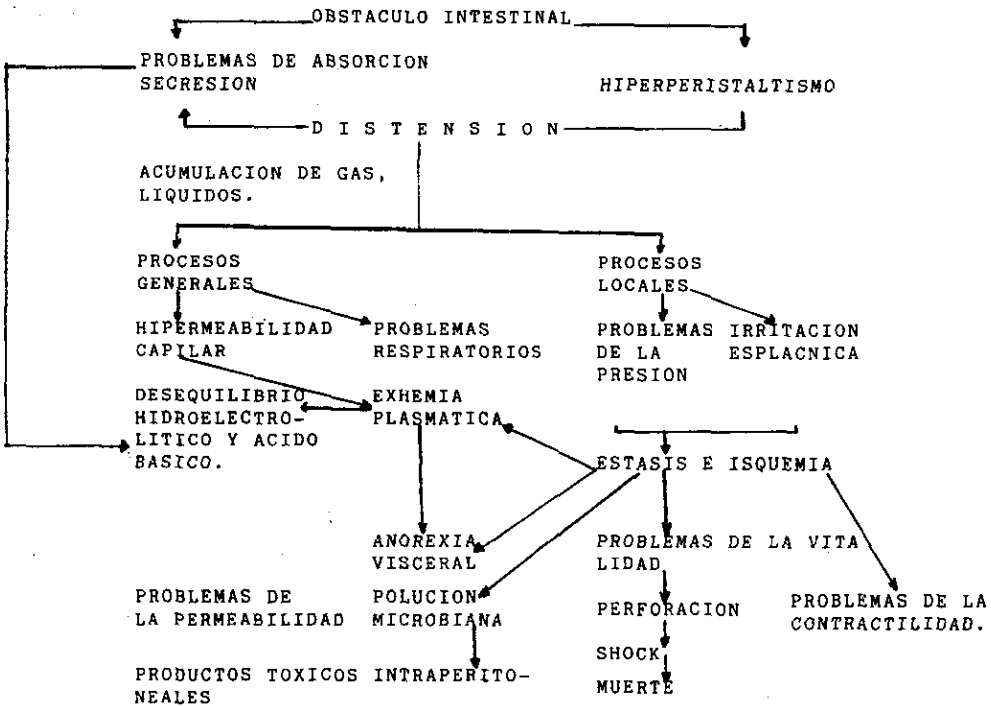 OBSTACULO INTESTINAL
PROBLEMAS DE ABSORCION
SECRESION
HIPERPERISTALTISMO
D I S T E N S I O N
ACUMULACION DE GAS,
LIQUIDOS.
PROCESOS
GENERALES
PROCESOS
LOCALES
HIPERMEABILIDAD
CAPILAR
PROBLEMAS
RESPIRATORIOS
PROBLEMAS
DE LA
PRESION
IRRITACION
ESPLACNICA
DESEQUILIBRIO
HIDROELECTRO-
LITICO Y ACIDO
BASICO.
EXHEMIA
PLASMATICA
ESTASIS E ISQUEMIA
ANOREXIA
VISCERAL
PROBLEMAS DE LA VITA
LIDAD
PROBLEMAS DE
LA PERMEABILIDAD
POLUCION
MICROBIANA
PERFORACION
PROBLEMAS DE LA
CONTRACTILIDAD.
SHOCK
MUERTE
PRODUCTOS TOXICOS INTRAPERITO-
NEALES